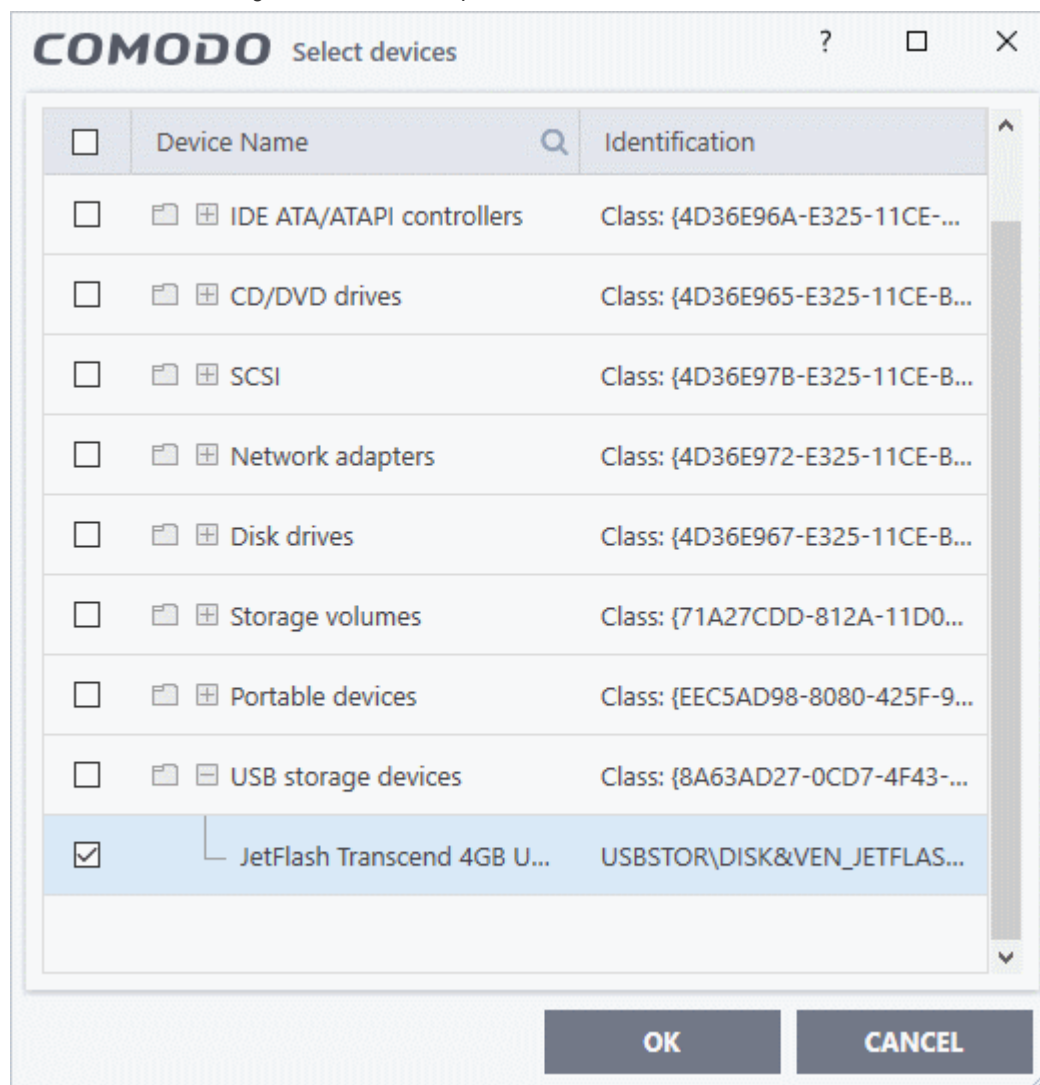 COMODO Select devices ?
Device Name Identification
IDE ATA/ATAPI controllers Class: {4D36E96A-E325-11CE-...
CD/DVD drives Class: {4D36E965-E325-11CE-B...
SCSI Class: {4D36E97B-E325-11CE-B...
Network adapters Class: {4D36E972-E325-11CE-B...
Disk drives Class: {4D36E967-E325-11CE-B...
Storage volumes Class: {71A27CDD-812A-11D0...
Portable devices Class: {EEC5AD98-8080-425F-9...
USB storage devices Class: {8A63AD27-0CD7-4F43-...
JetFlash Transcend 4GB U... USBSTOR\DISK&VEN_JETFLAS...
OK CANCEL